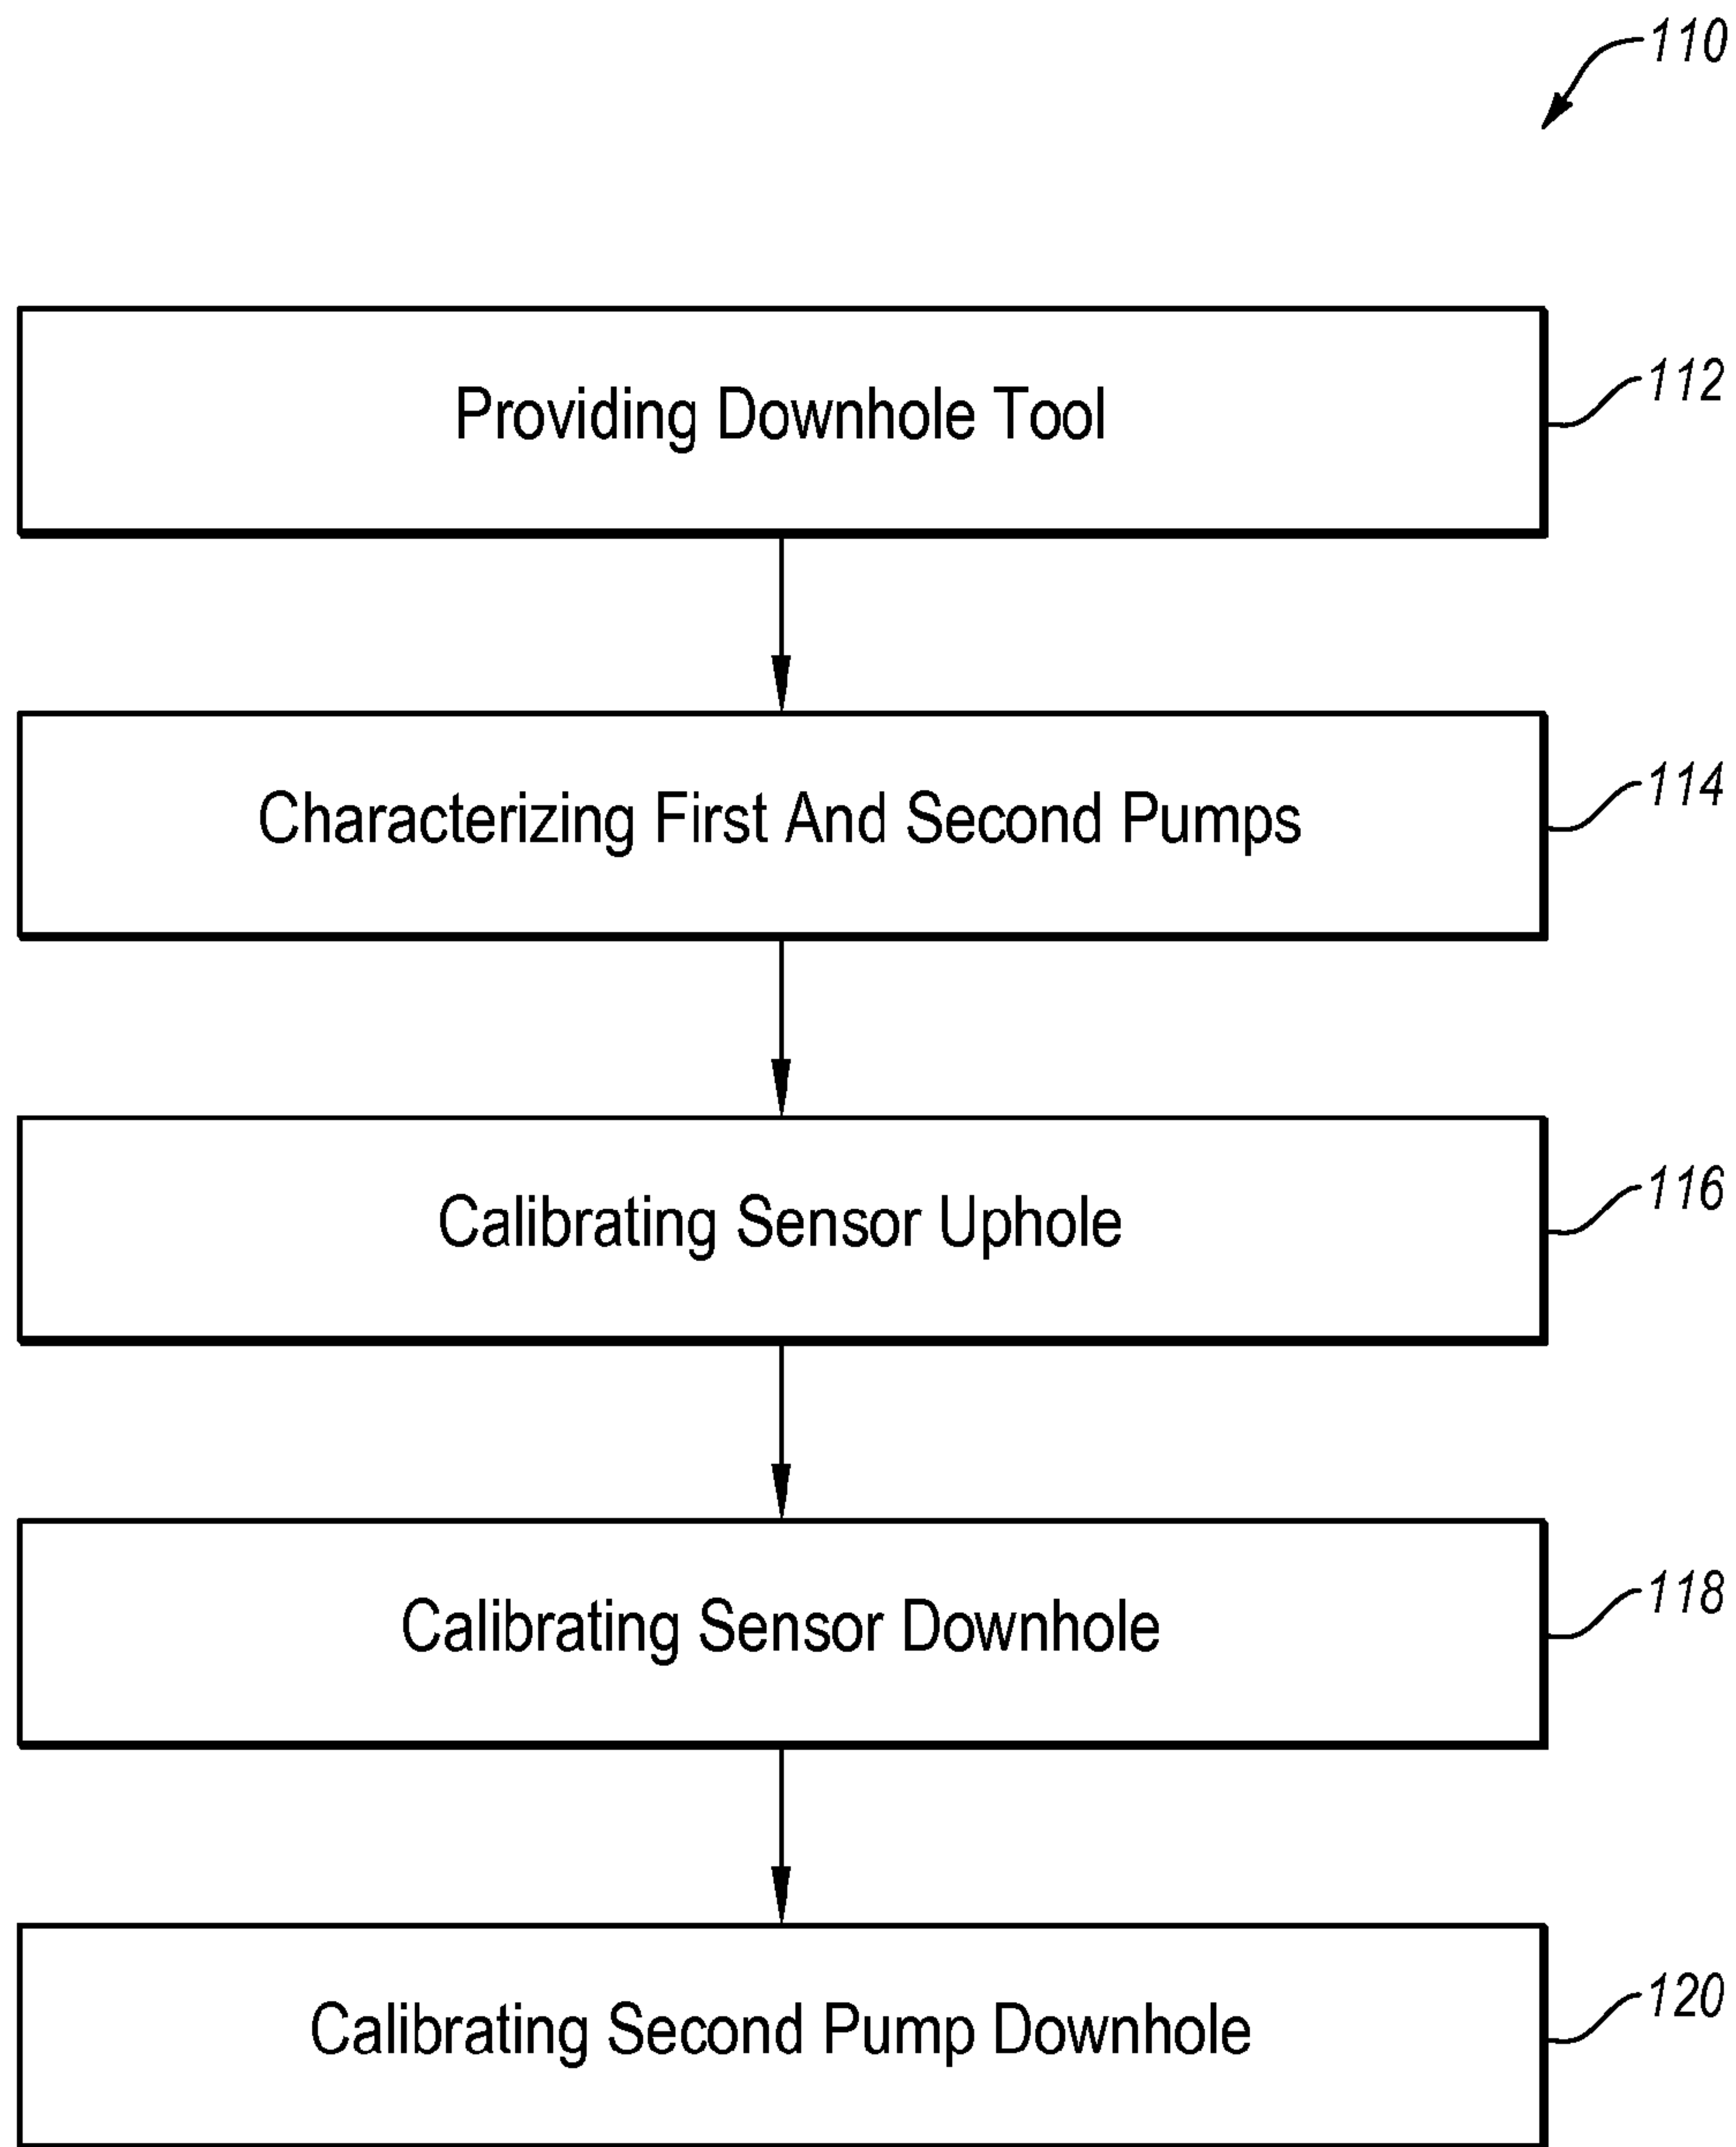 110
Providing Downhole Tool
112
Characterizing First And Second Pumps
114
Calibrating Sensor Uphole
116
Calibrating Sensor Downhole
118
Calibrating Second Pump Downhole
120